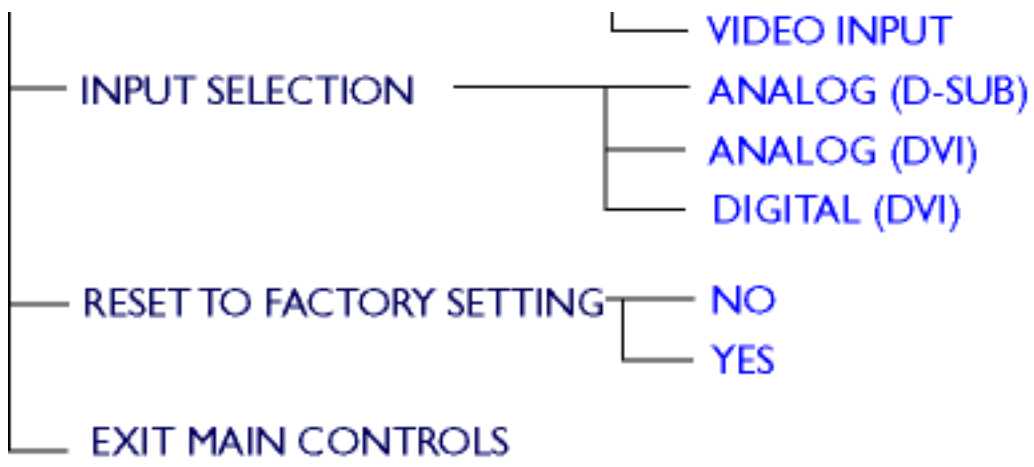 VIDEO INPUT
INPUT SELECTION ANALOG (D-SUB)
ANALOG (DVI)
DIGITAL (DVI)
RESET TO FACTORY SETTING NO
YES
EXIT MAIN CONTROLS